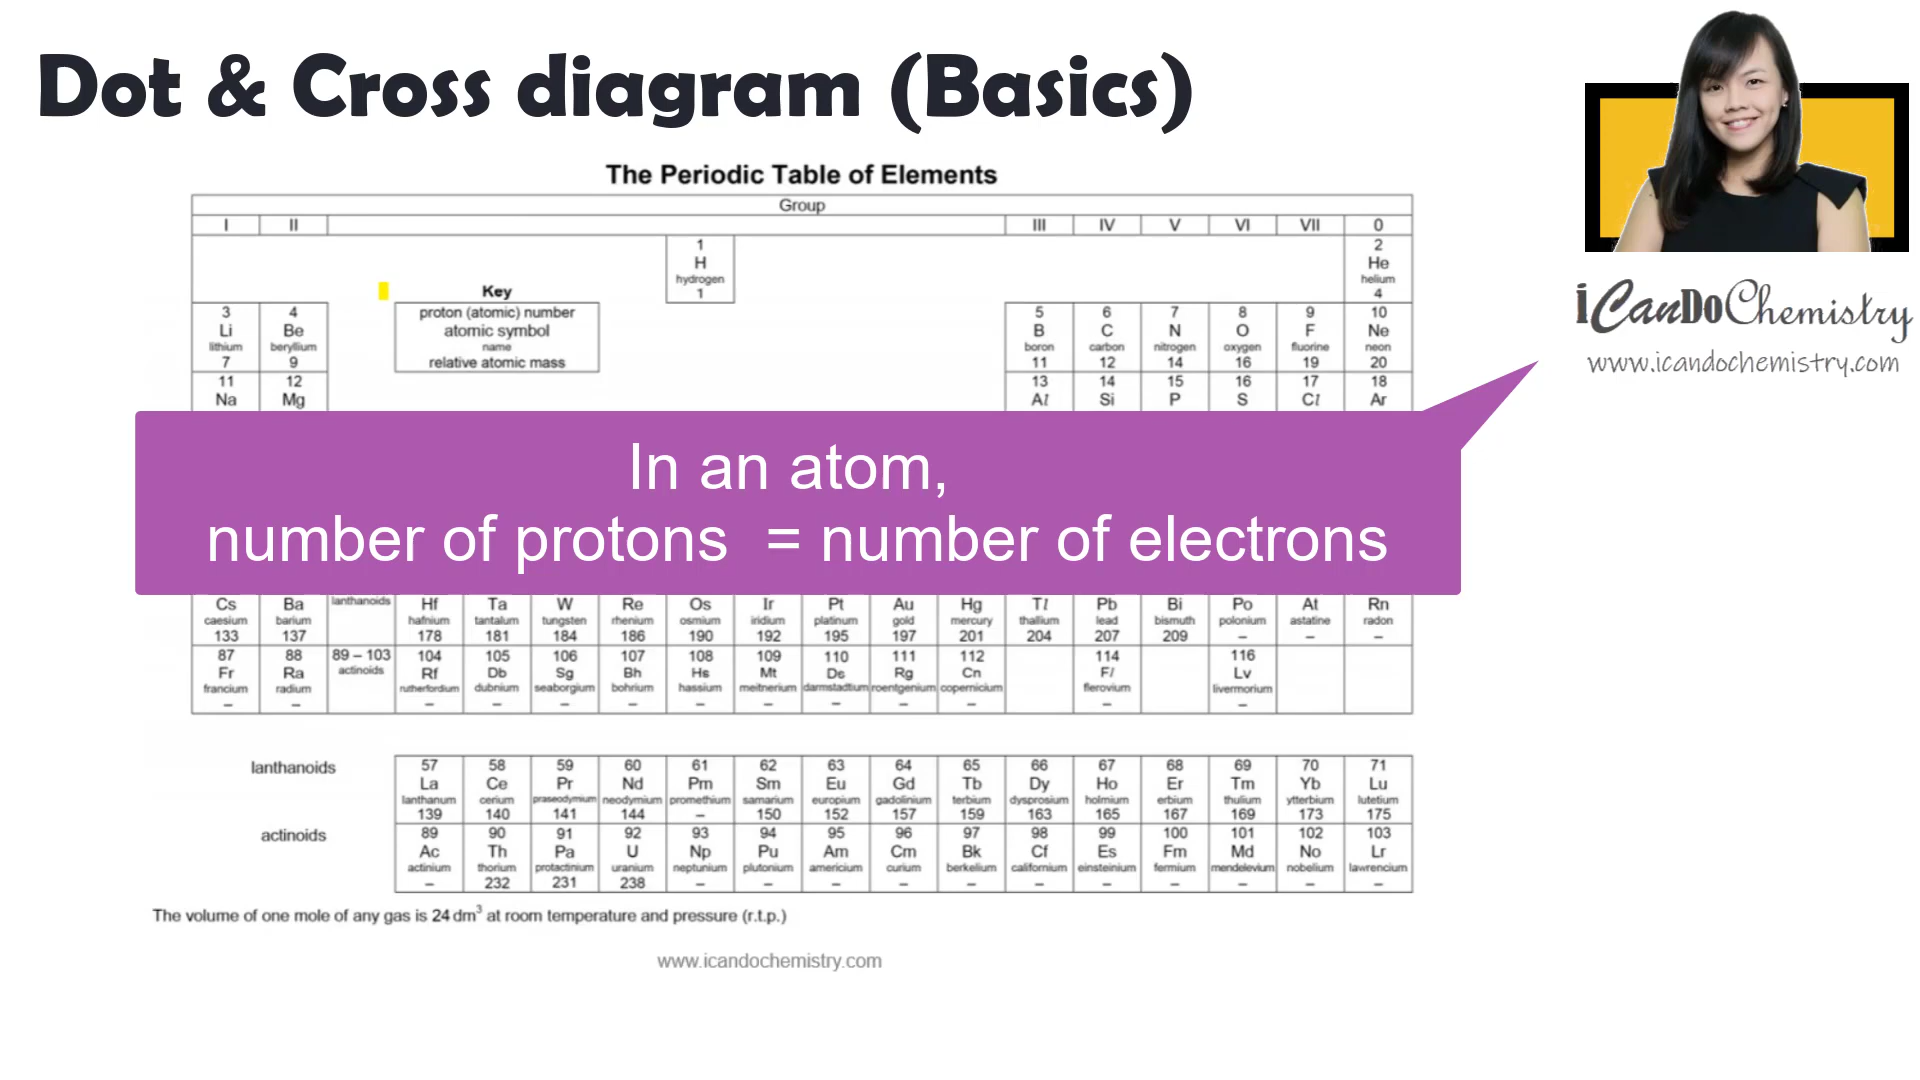 Dot & Cross diagram (Basics)
The Periodic Table of Elements
Group
I II III IV V VI VII 0
1 2
H He
hydrogen helium
1 4
Key
3 4 proton (atomic) number 5 6 7 8 9 10
Li Be atomic symbol B C N O F Ne
lithium beryllium name boron carbon nitrogen oxygen fluorine neon
7 9 relative atomic mass 11 12 14 16 19 20
11 12 13 14 15 16 17 18
Na Mg Al Si P S Cl Ar
In an atom,
number of protons = number of electrons
Cs Ba lanthanoids Hf Ta W Re Os Ir Pt Au Hg Tl Pb Bi Po At Rn
caesium barium hafnium tantalum tungsten rhenium osmium iridium platinum gold mercury thallium lead bismuth polonium astatine radon
133 137 178 181 184 186 190 192 195 197 201 204 207 209 – – –
87 88 89 – 103 104 105 106 107 108 109 110 111 112 114 116
Fr Ra actinoids Rf Db Sg Bh Hs Mt Ds Rg Cn Fl Lv
francium radium rutherfordium dubnium seaborgium bohrium hassium meitnerium darmstadtium roentgenium copernicium flerovium livermorium
– – – – – – – – – – – – –
lanthanoids 57 58 59 60 61 62 63 64 65 66 67 68 69 70 71
La Ce Pr Nd Pm Sm Eu Gd Tb Dy Ho Er Tm Yb Lu
lanthanum cerium praseodymium neodymium promethium samarium europium gadolinium terbium dysprosium holmium erbium thulium ytterbium lutetium
139 140 141 144 – 150 152 157 159 163 165 167 169 173 175
actinoids 89 90 91 92 93 94 95 96 97 98 99 100 101 102 103
Ac Th Pa U Np Pu Am Cm Bk Cf Es Fm Md No Lr
actinium thorium protactinium uranium neptunium plutonium americium curium berkelium californium einsteinium fermium mendelevium nobelium lawrencium
– 232 231 238 – – – – – – – – – – –
The volume of one mole of any gas is 24 dm³ at room temperature and pressure (r.t.p.)
www.icandochemistry.com
iCanDoChemistry
www.icandochemistry.com